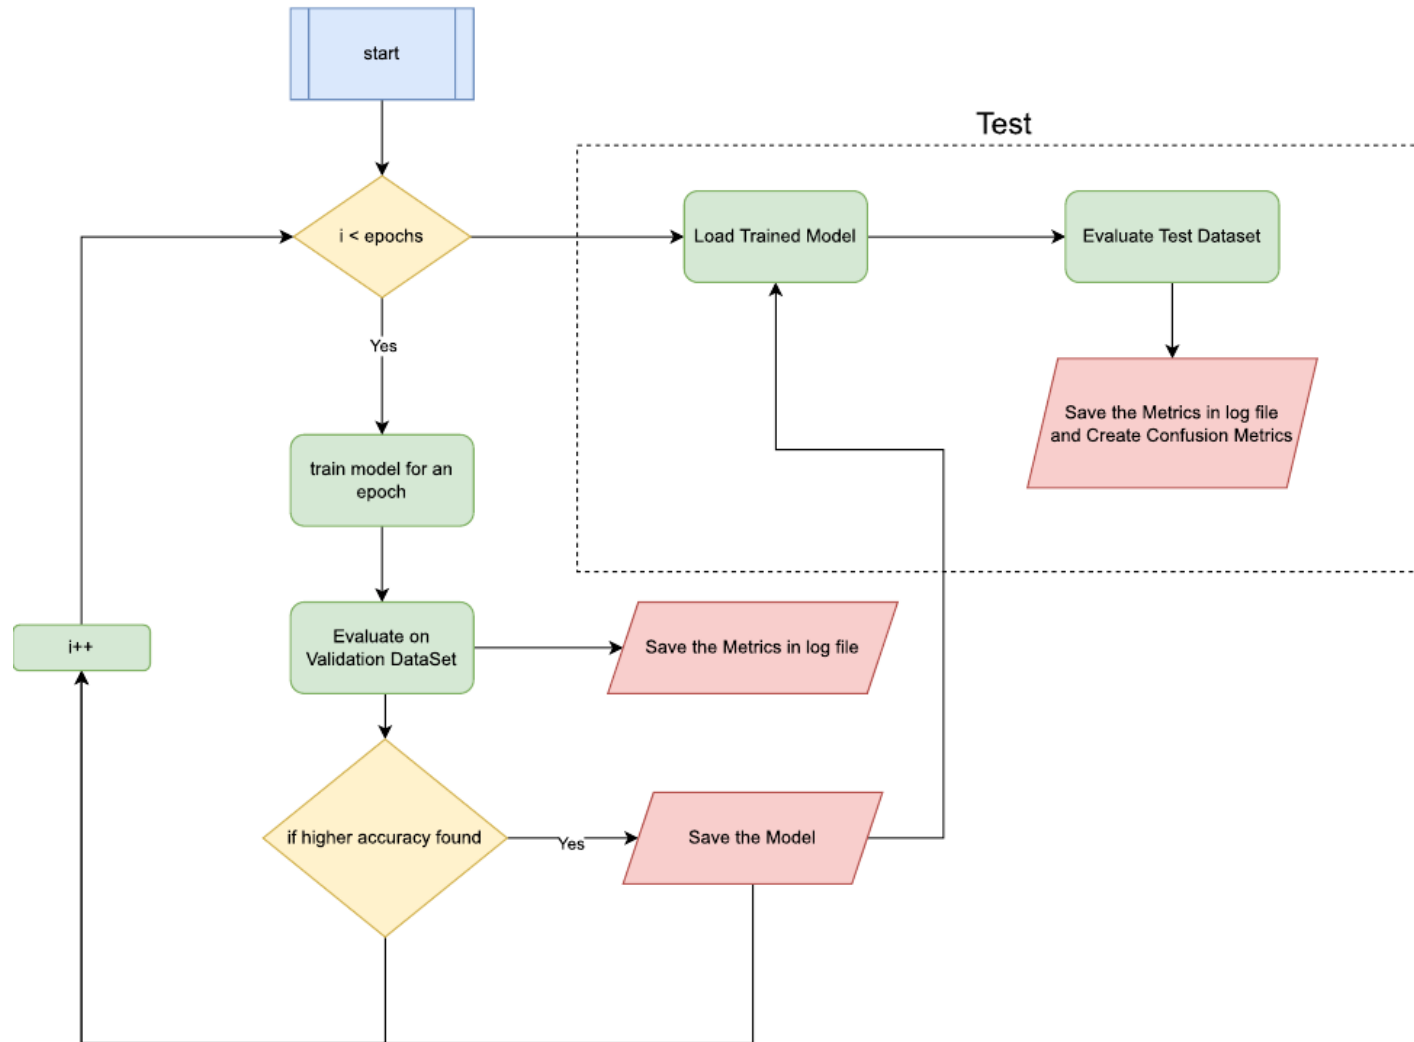 start
Test
i < epochs
Load Trained Model
Evaluate Test Dataset
Yes
Save the Metrics in log file
and Create Confusion Metrics
train model for an
epoch
i++
Evaluate on
Validation DataSet
Save the Metrics in log file
if higher accuracy found
Yes
Save the Model